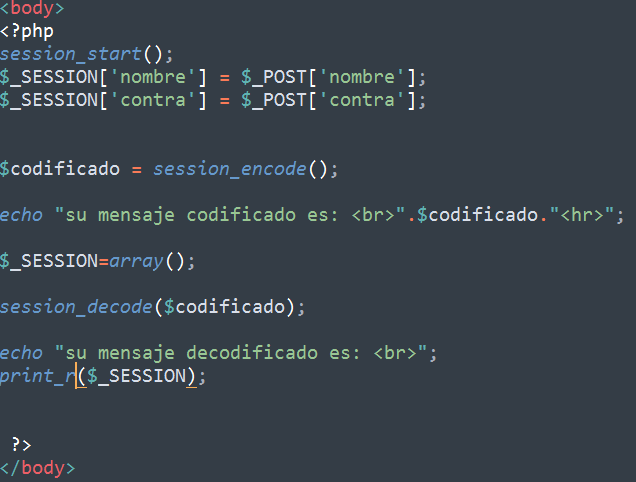 <body>
<?php
session_start();
$_SESSION['nombre'] = $_POST['nombre'];
$_SESSION['contra'] = $_POST['contra'];
$codificado = session_encode();
echo "su mensaje codificado es: <br>".$codificado."<hr>";
$_SESSION=array();
session_decode($codificado);
echo "su mensaje decodificado es: <br>";
print_r($_SESSION);
?>
</body>